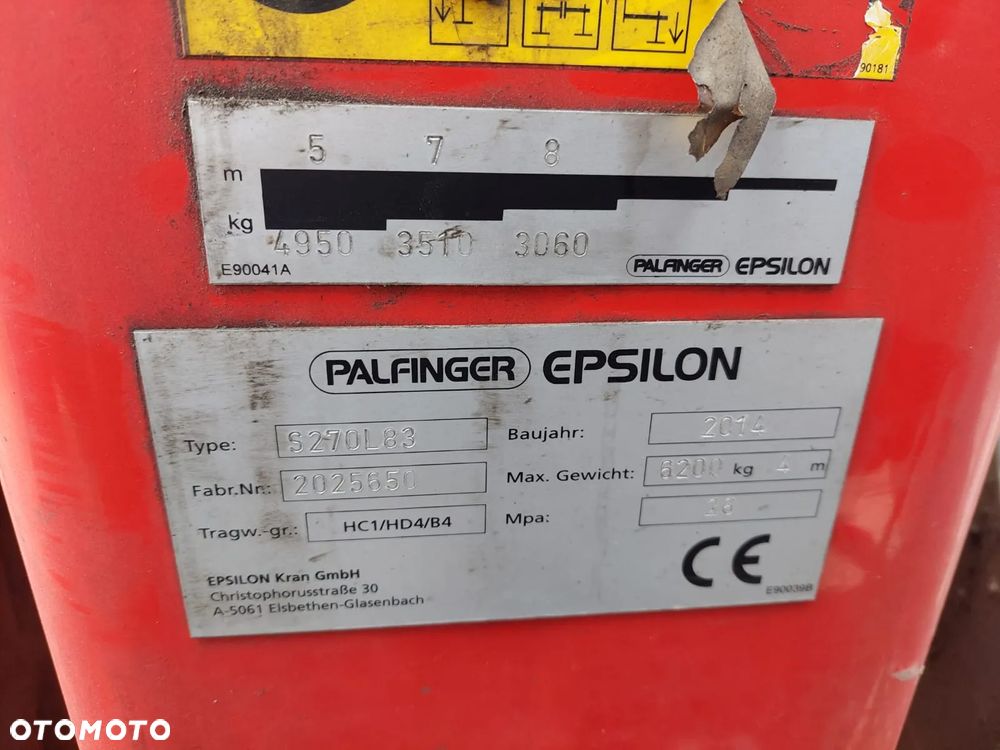 90181
5 7 8
m
kg
4950 3510 3060
E90041A
PALFINGER EPSILON
PALFINGER EPSILON
Type: S270L83
Baujahr: 2014
Fabr.Nr.: 2025650
Max. Gewicht: 6200 kg 4 m
Tragw.-gr.: HC1/HD4/B4
Mpa: 26
EPSILON Kran GmbH
Christophorusstraße 30
A-5061 Elsbethen-Glasenbach
CE
E90039B
OTOMOTO